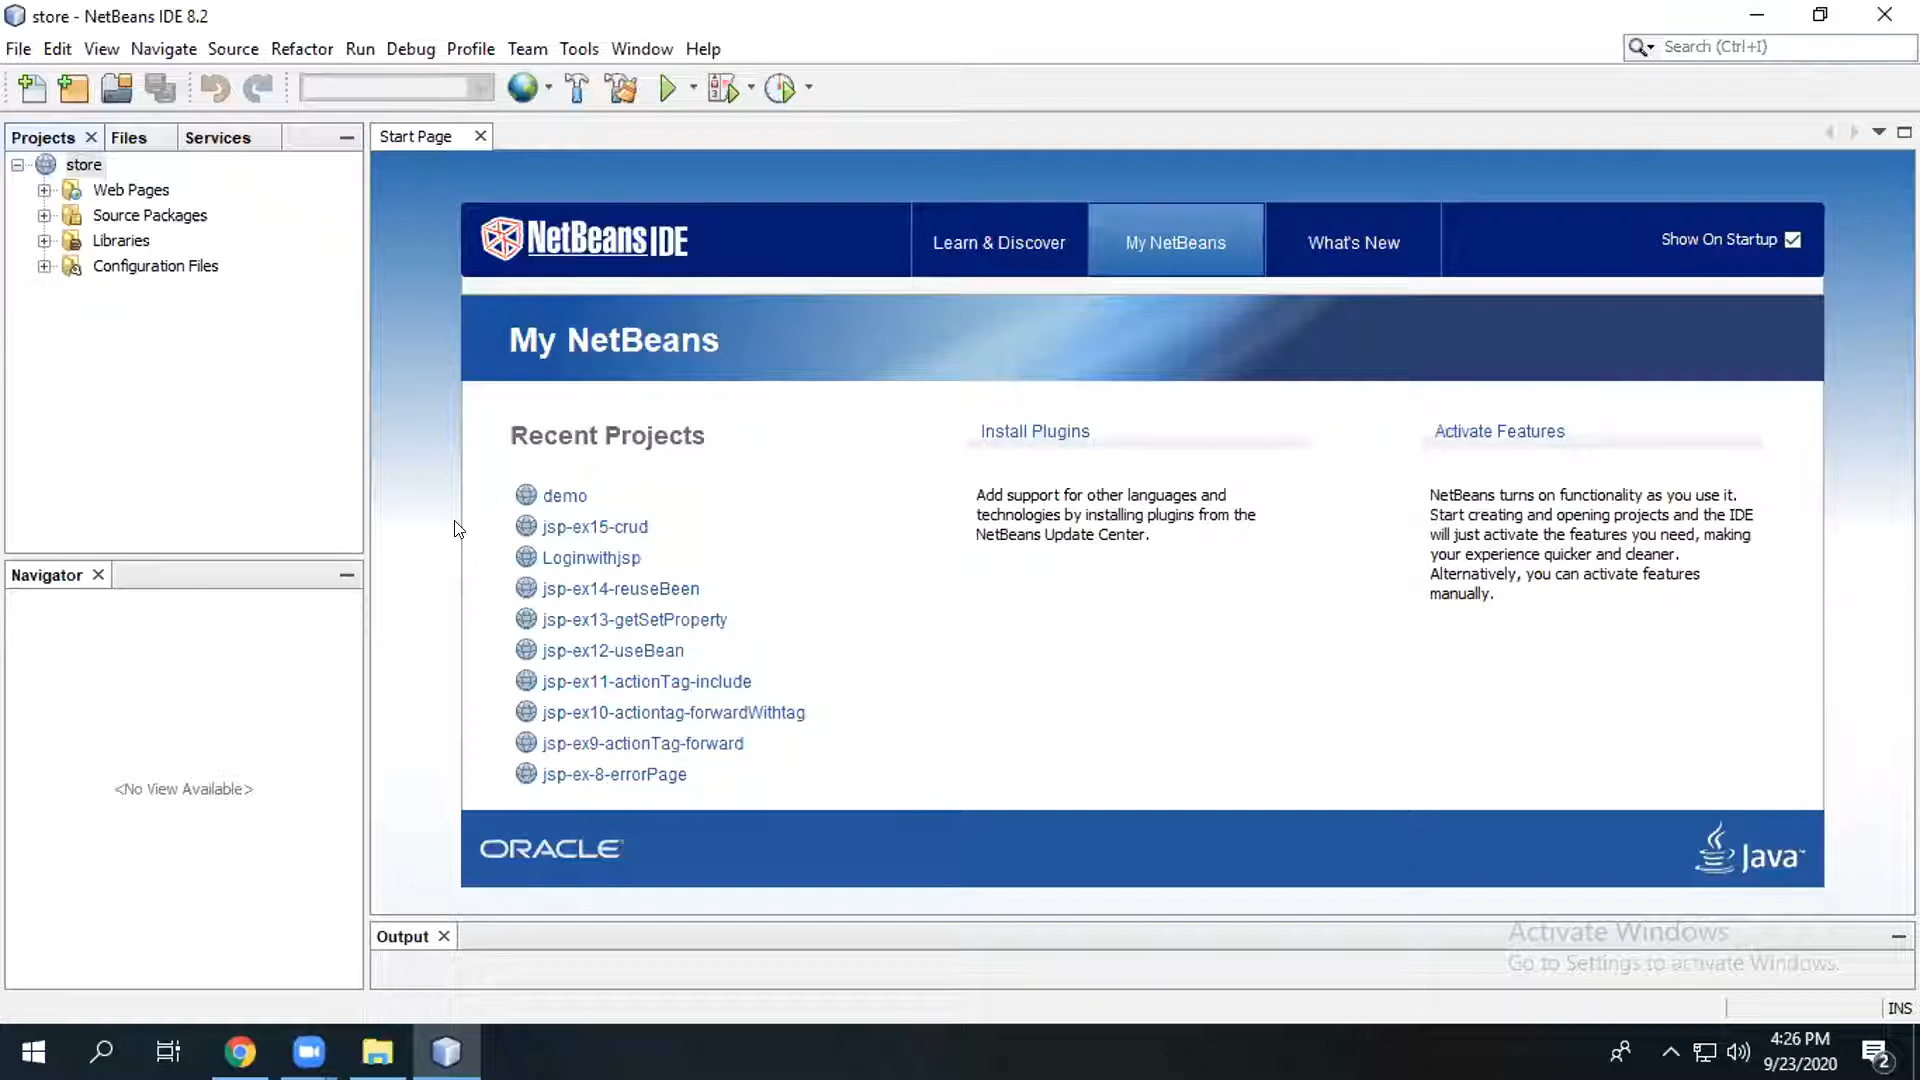 store - NetBeans IDE 8.2
File Edit View Navigate Source Refactor Run Debug Profile Team Tools Window Help
Search (Ctrl+I)
Projects Files Services
Start Page
store
Web Pages
Source Packages
Libraries
Configuration Files
NetBeans IDE
Learn & Discover
My NetBeans
What's New
Show On Startup
My NetBeans
Recent Projects
demo
jsp-ex15-crud
Loginwithjsp
jsp-ex14-reuseBeen
jsp-ex13-getSetProperty
jsp-ex12-useBean
jsp-ex11-actionTag-include
jsp-ex10-actiontag-forwardWithtag
jsp-ex9-actionTag-forward
jsp-ex-8-errorPage
Install Plugins
Add support for other languages and
technologies by installing plugins from the
NetBeans Update Center.
Activate Features
NetBeans turns on functionality as you use it.
Start creating and opening projects and the IDE
will just activate the features you need, making
your experience quicker and cleaner.
Alternatively, you can activate features
manually.
Navigator
<No View Available>
ORACLE
Java™
Output
Activate Windows
Go to Settings to activate Windows.
INS
4:26 PM
9/23/2020
2